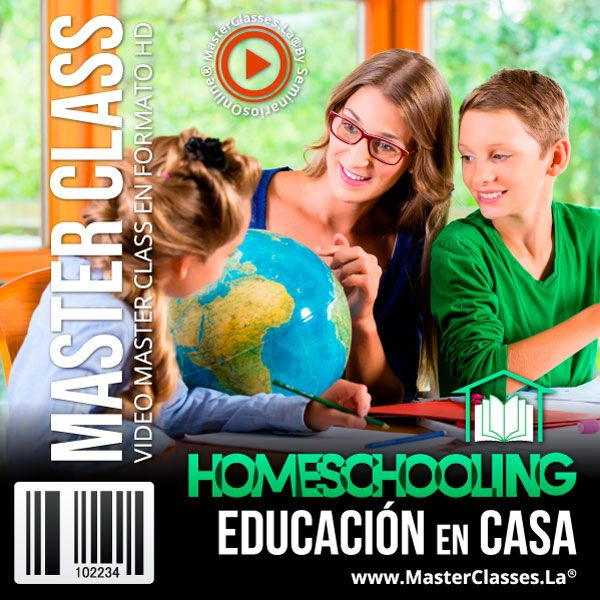 MASTER CLASS
VIDEO MASTER CLASS EN FORMATO HD
MasterClasses.La®By SeminariosOnline®
HOMESCHOOLING
EDUCACIÓN EN CASA
www.MasterClasses.La®
102234